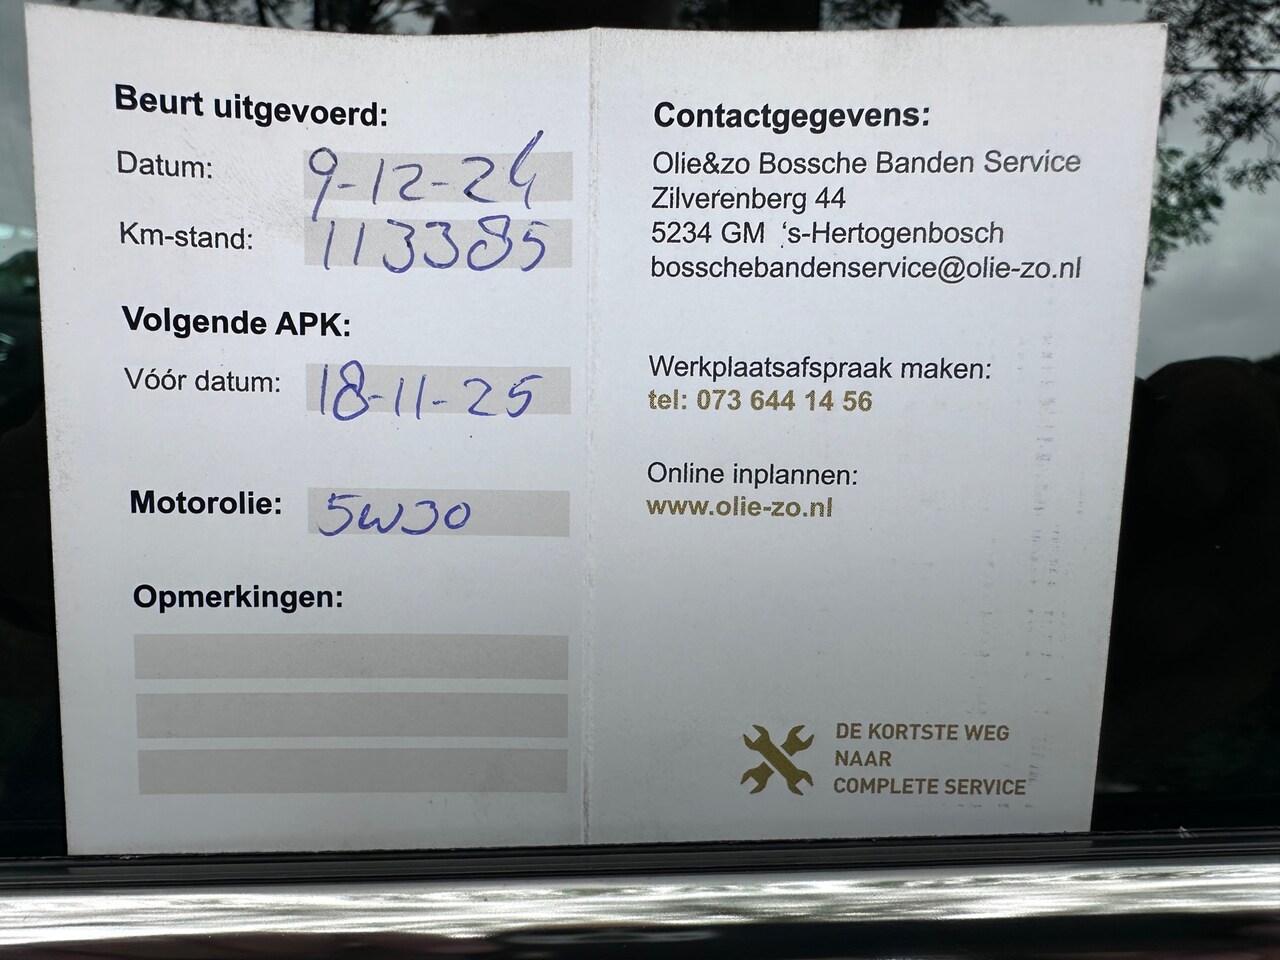 Beurt uitgevoerd:
Datum: 9-12-24
Km-stand: 113385
Volgende APK:
Vóór datum: 18-11-25
Motorolie: 5W30
Opmerkingen:
Contactgegevens:
Olie&zo Bossche Banden Service
Zilverenberg 44
5234 GM 's-Hertogenbosch
bosschebandenservice@olie-zo.nl
Werkplaatsafspraak maken:
tel: 073 644 14 56
Online inplannen:
www.olie-zo.nl
DE KORTSTE WEG
NAAR
COMPLETE SERVICE